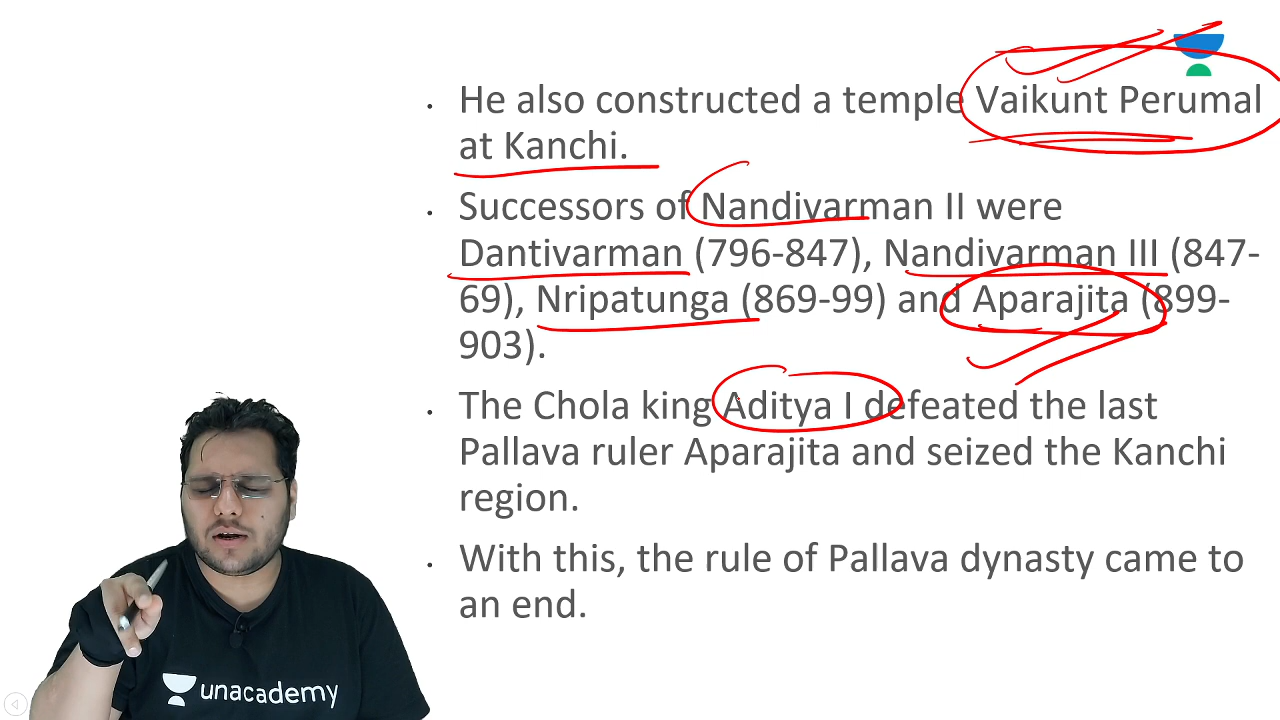 • He also constructed a temple Vaikunt Perumal
at Kanchi.
• Successors of Nandivarman II were
Dantivarman (796-847), Nandivarman III (847-
69), Nripatunga (869-99) and Aparajita (899-
903).
• The Chola king Aditya I defeated the last
Pallava ruler Aparajita and seized the Kanchi
region.
• With this, the rule of Pallava dynasty came to
an end.
unacademy